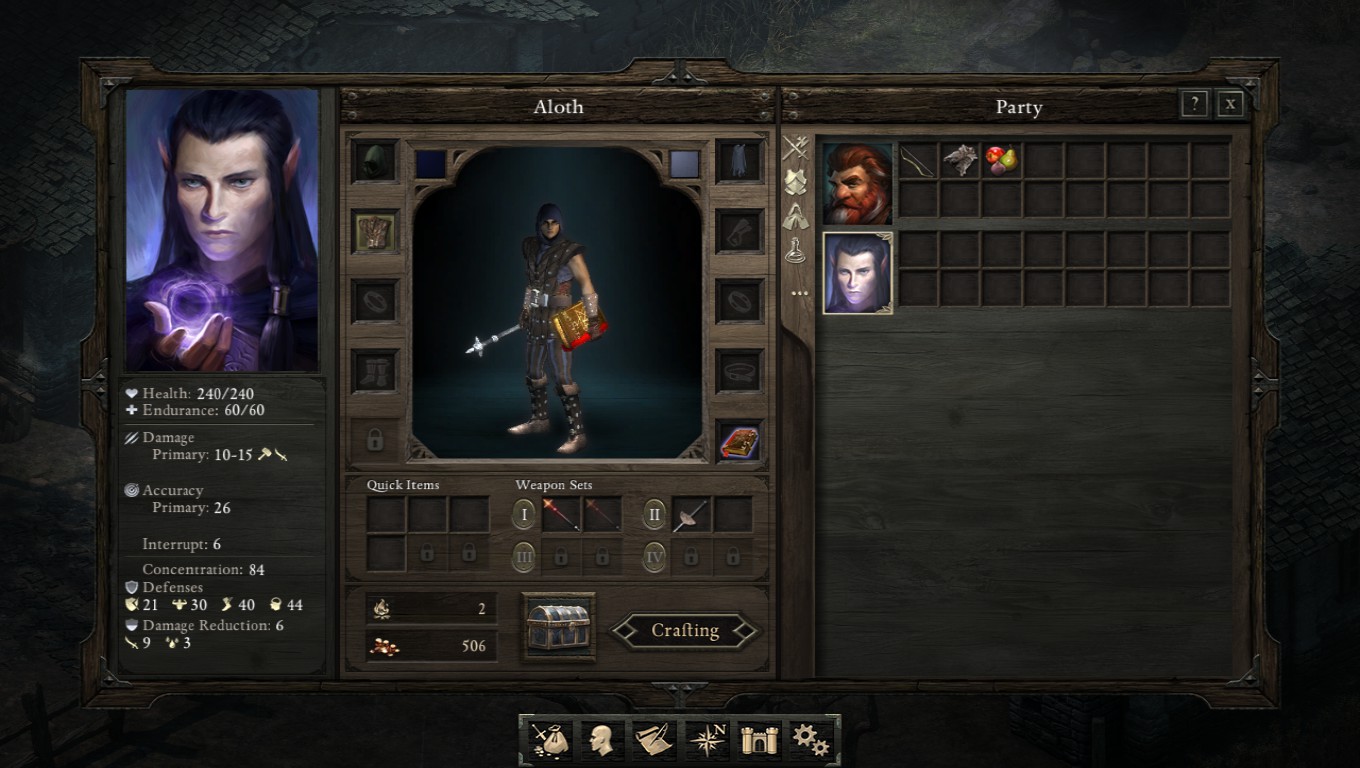 Aloth
Party
?
X
Health: 240/240
Endurance: 60/60
Damage
Primary: 10-15
Accuracy
Primary: 26
Interrupt: 6
Concentration: 84
Defenses
21 30 40 44
Damage Reduction: 6
9 3
Quick Items
Weapon Sets
I
II
III
IV
2
506
Crafting
...
N